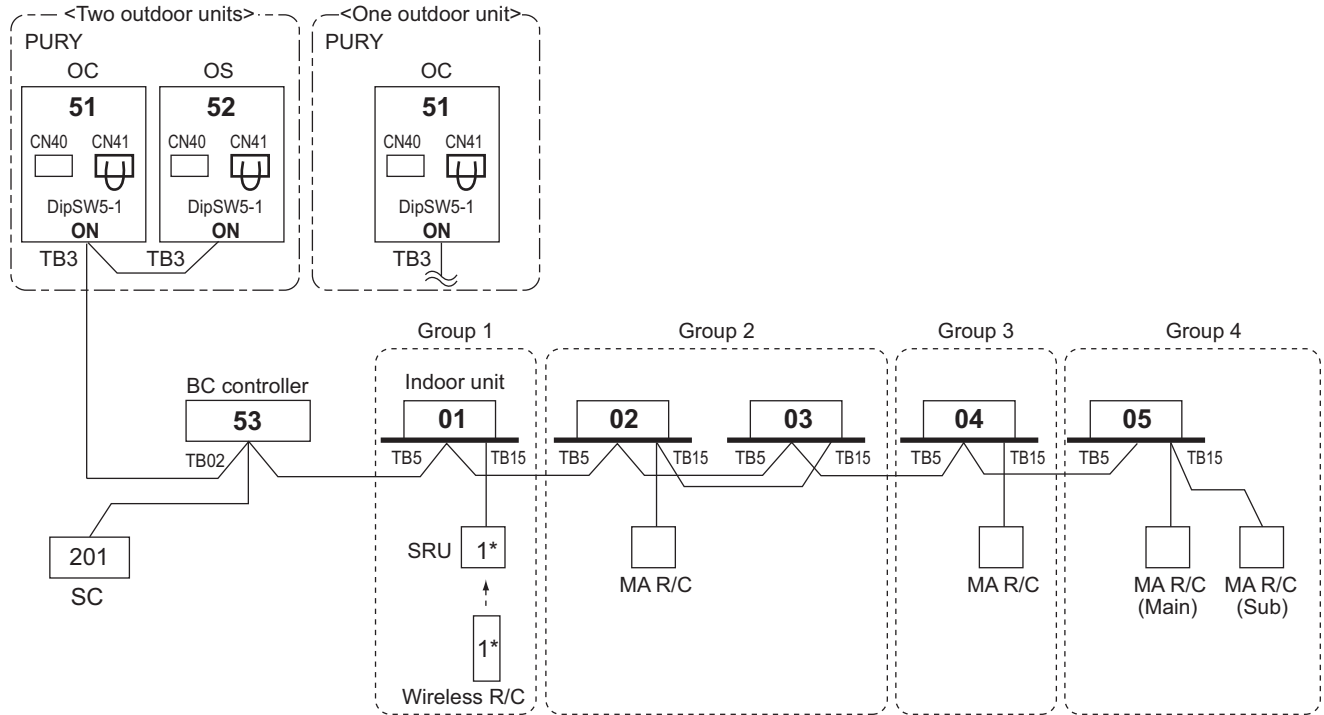 <Two outdoor units>
<One outdoor unit>
PURY
PURY
OC
OS
OC
51
52
51
CN40 CN41
CN40 CN41
CN40 CN41
DipSW5-1
DipSW5-1
DipSW5-1
ON
ON
ON
TB3
TB3
TB3
Group 1
Group 2
Group 3
Group 4
BC controller
Indoor unit
53
01
02
03
04
05
TB02
TB5
TB15
TB5
TB15
TB5
TB15
TB5
TB15
TB5
TB15
201
SC
SRU
1*
MA R/C
MA R/C
MA R/C
(Main)
MA R/C
(Sub)
1*
Wireless R/C